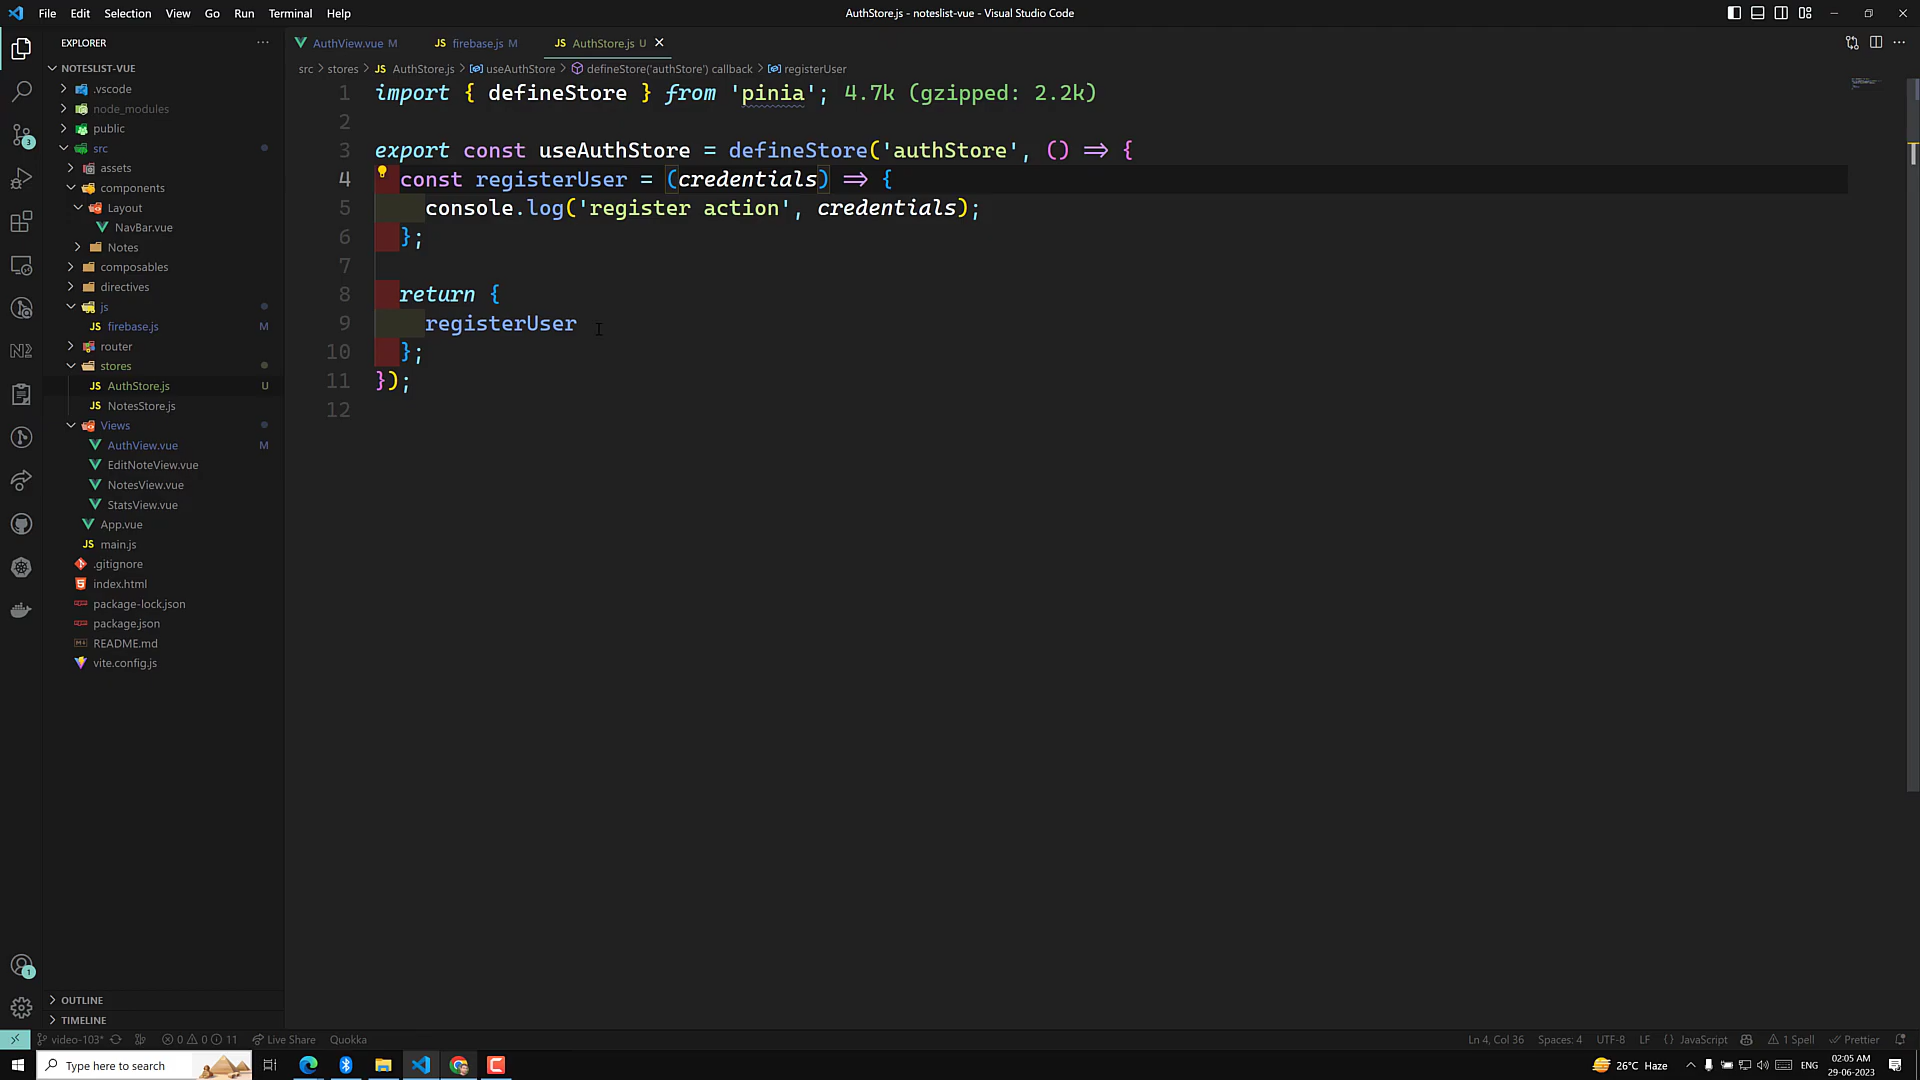 File Edit Selection View Go Run Terminal Help
AuthStore.js - noteslist-vue - Visual Studio Code
EXPLORER
NOTESLIST-VUE
.vscode
node_modules
public
src
assets
components
Layout
NavBar.vue
Notes
composables
directives
js
firebase.js M
router
stores
AuthStore.js U
NotesStore.js
Views
AuthView.vue M
EditNoteView.vue
NotesView.vue
StatsView.vue
App.vue
JS main.js
.gitignore
index.html
package-lock.json
package.json
README.md
vite.config.js
OUTLINE
TIMELINE
AuthView.vue M JS firebase.js M JS AuthStore.js U
src > stores > JS AuthStore.js > useAuthStore > defineStore('authStore') callback > registerUser
1 import { defineStore } from 'pinia'; 4.7k (gzipped: 2.2k)
2
3 export const useAuthStore = defineStore('authStore', () => {
4 const registerUser = (credentials) => {
5 console.log('register action', credentials);
6 };
7
8 return {
9 registerUser
10 };
11 });
12
video-103* 0 0 11 Live Share Quokka
Ln 4, Col 36 Spaces: 4 UTF-8 LF {} JavaScript 1 Spell Prettier
Type here to search
26°C Haze ENG
02:05 AM
29-06-2023